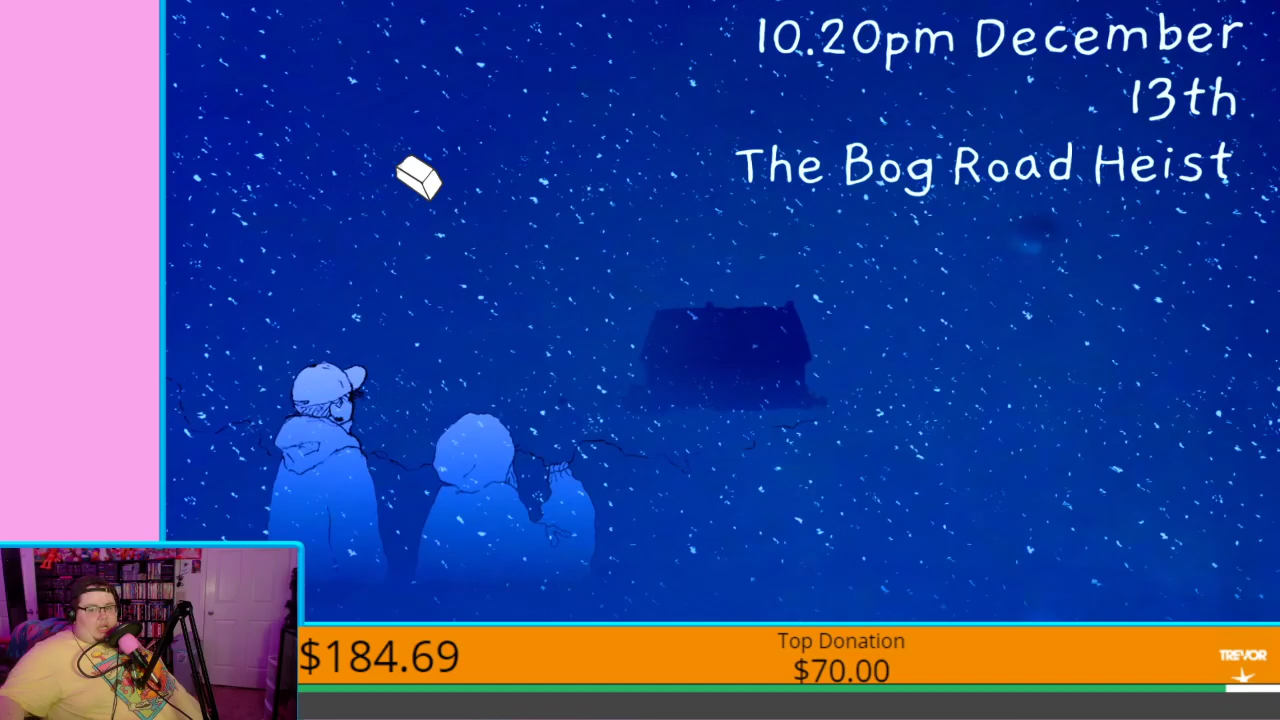 10.20pm December
13th
The Bog Road Heist
$184.69
Top Donation
$70.00
TREVOR